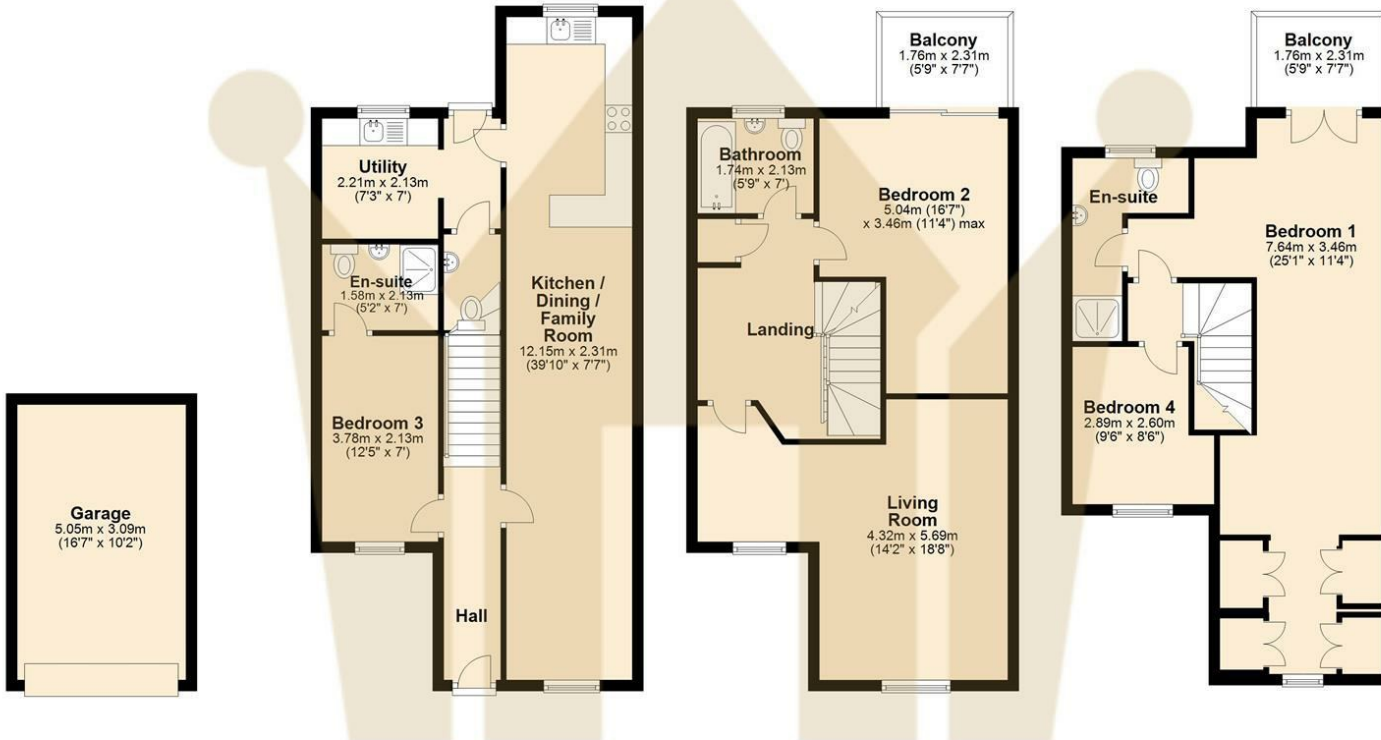 Garage
5.05m x 3.09m
(16'7" x 10'2")
Utility
2.21m x 2.13m
(7'3" x 7')
En-suite
1.58m x 2.13m
(5'2" x 7')
Bedroom 3
3.78m x 2.13m
(12'5" x 7')
Kitchen /
Dining /
Family
Room
12.15m x 2.31m
(39'10" x 7'7")
Hall
Balcony
1.76m x 2.31m
(5'9" x 7'7")
Bathroom
1.74m x 2.13m
(5'9" x 7')
Bedroom 2
5.04m (16'7")
x 3.46m (11'4") max
Landing
Living
Room
4.32m x 5.69m
(14'2" x 18'8")
Balcony
1.76m x 2.31m
(5'9" x 7'7")
En-suite
Bedroom 1
7.64m x 3.46m
(25'1" x 11'4")
Bedroom 4
2.89m x 2.60m
(9'6" x 8'6")